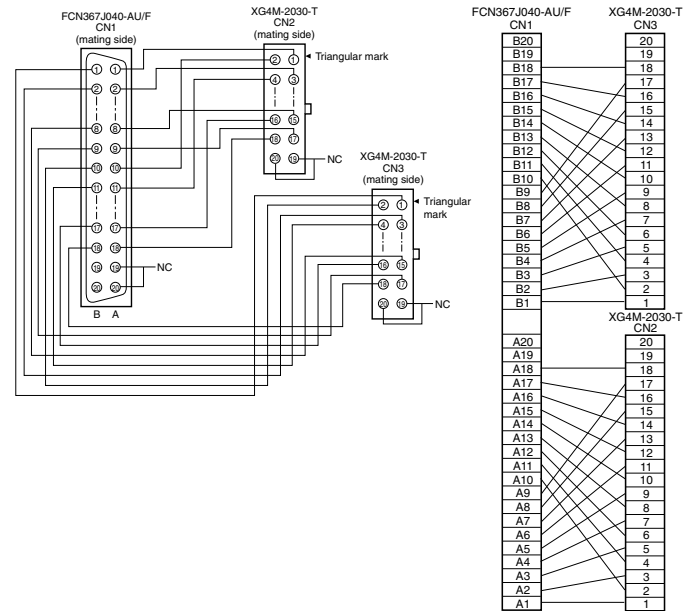 FCN367J040-AU/F
CN1
(mating side)
1 1
2 2
8 8
9 9
10 10
11 11
17 17
18 18
19 19
20 20
NC
B A
XG4M-2030-T
CN2
(mating side)
Triangular mark
2 1
4 3
16 15
18 17
20 19
NC
XG4M-2030-T
CN3
(mating side)
Triangular
mark
2 1
4 3
16 15
18 17
20 19
NC
FCN367J040-AU/F XG4M-2030-T
CN1 CN3
B20 20
B19 19
B18 18
B17 17
B16 16
B15 15
B14 14
B13 13
B12 12
B11 11
B10 10
B9 9
B8 8
B7 7
B6 6
B5 5
B4 4
B3 3
B2 2
B1 1
XG4M-2030-T
CN2
A20 20
A19 19
A18 18
A17 17
A16 16
A15 15
A14 14
A13 13
A12 12
A11 11
A10 10
A9 9
A8 8
A7 7
A6 6
A5 5
A4 4
A3 3
A2 2
A1 1